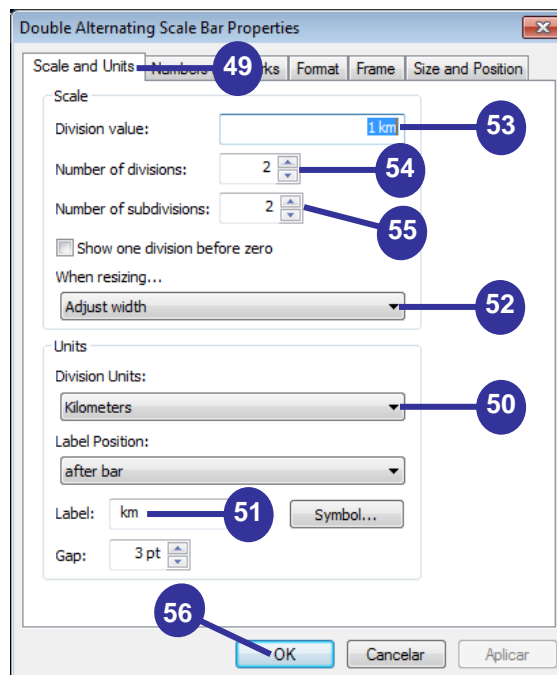 Double Alternating Scale Bar Properties
Scale and Units 49 Numbers ks Format Frame Size and Position
Scale
Division value: 1 km 53
Number of divisions: 2 54
Number of subdivisions: 2 55
Show one division before zero
When resizing...
Adjust width 52
Units
Division Units:
Kilometers 50
Label Position:
after bar
Label: km 51 Symbol...
Gap: 3 pt
56
OK Cancelar Aplicar